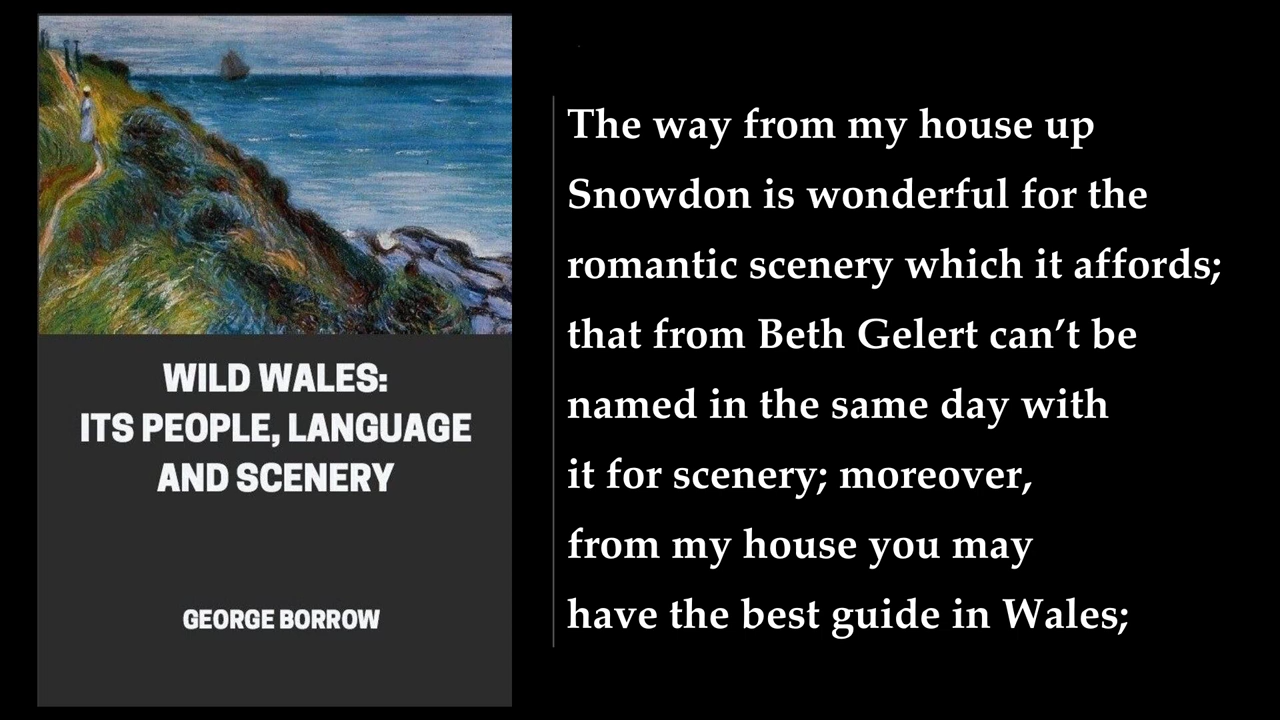 WILD WALES:
ITS PEOPLE, LANGUAGE
AND SCENERY
GEORGE BORROW
The way from my house up
Snowdon is wonderful for the
romantic scenery which it affords;
that from Beth Gelert can’t be
named in the same day with
it for scenery; moreover,
from my house you may
have the best guide in Wales;